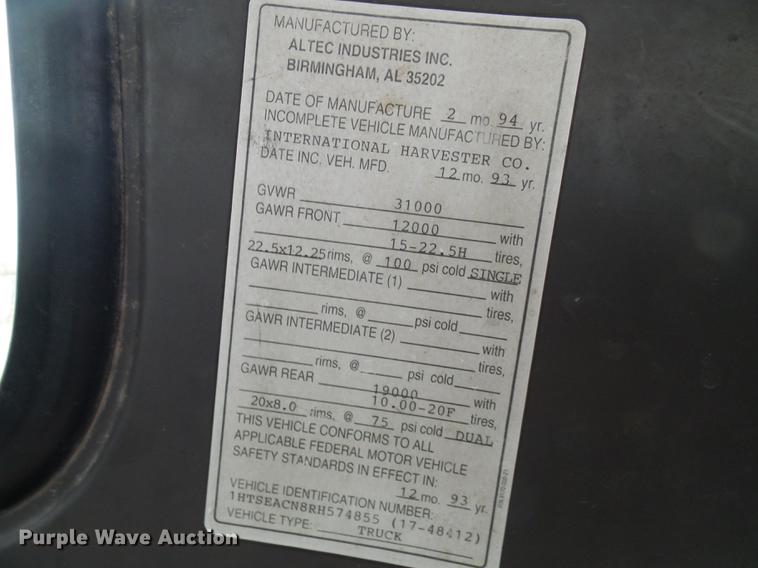 MANUFACTURED BY:
ALTEC INDUSTRIES INC.
BIRMINGHAM, AL 35202
DATE OF MANUFACTURE 2 mo. 94 yr.
INCOMPLETE VEHICLE MANUFACTURED BY:
INTERNATIONAL HARVESTER CO.
DATE INC. VEH. MFD. 12 mo. 93 yr.
GVWR 31000
GAWR FRONT 12000 with
15-22.5H tires,
22.5x12.25 rims, @ 100 psi cold SINGLE
GAWR INTERMEDIATE (1) with
tires,
rims, @ psi cold
GAWR INTERMEDIATE (2) with
tires,
rims, @ psi cold
GAWR REAR 19000 with
10.00-20F tires,
20x8.0 rims, @ 75 psi cold DUAL
THIS VEHICLE CONFORMS TO ALL
APPLICABLE FEDERAL MOTOR VEHICLE
SAFETY STANDARDS IN EFFECT IN:
12 mo. 93 yr.
VEHICLE IDENTIFICATION NUMBER:
1HTSEACN8RH574855 (17-48412)
VEHICLE TYPE: TRUCK
Purple Wave Auction